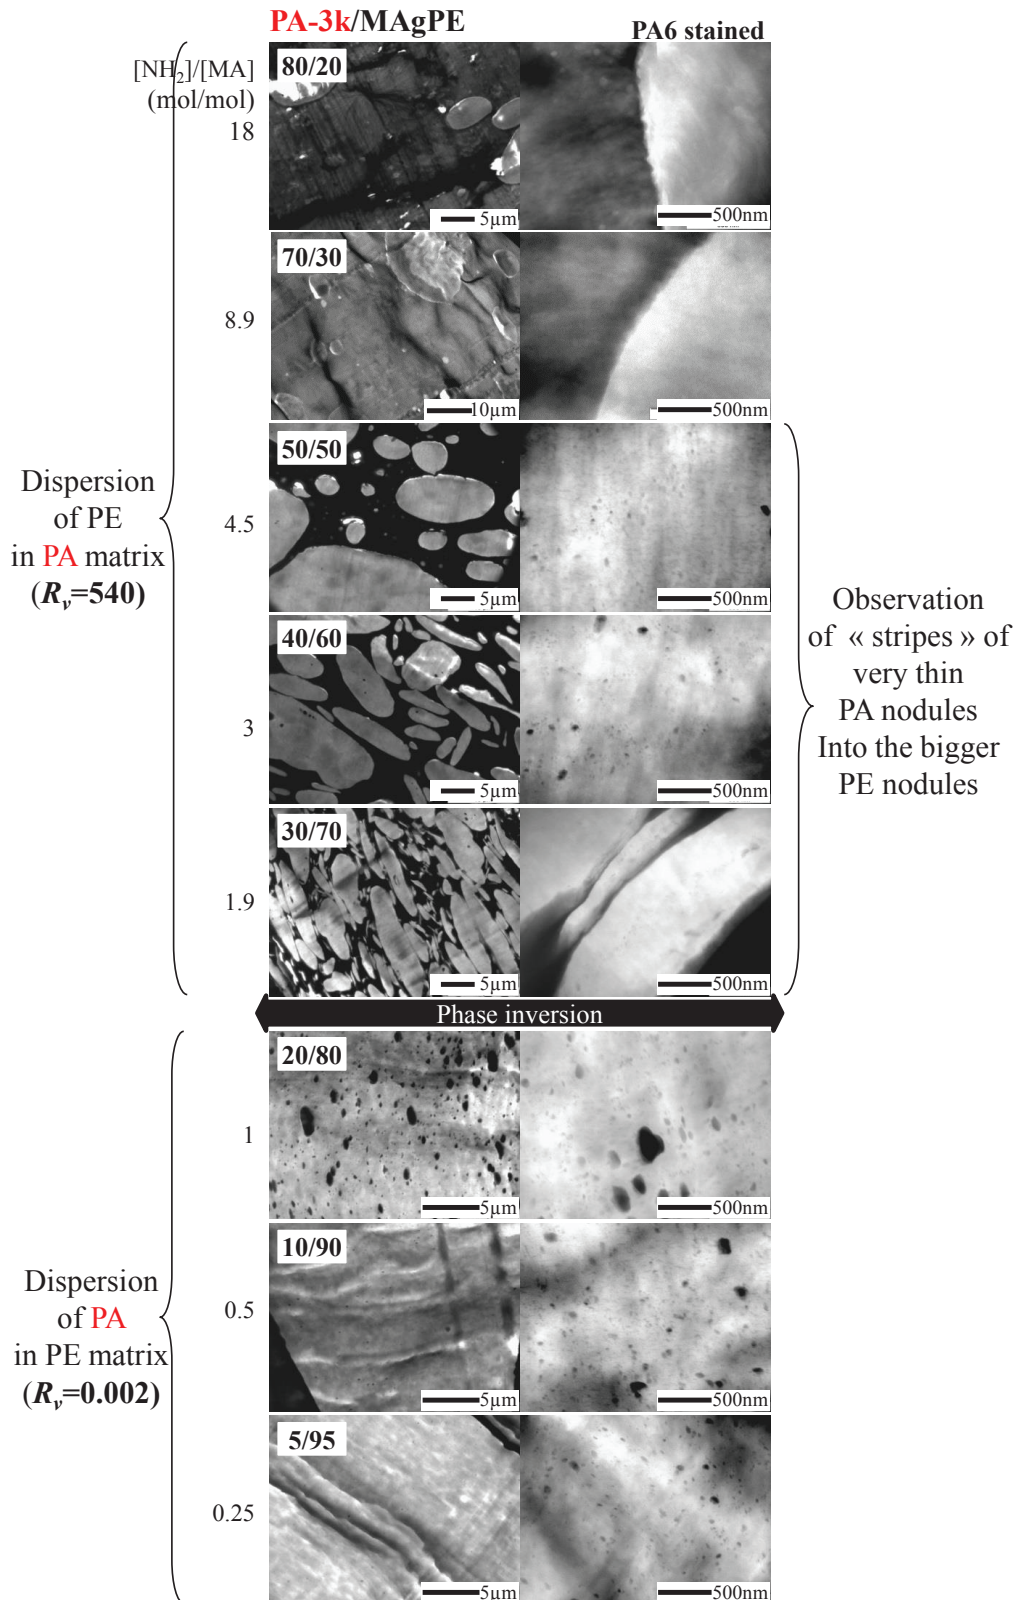 PA-3k/MAgPE
PA6 stained
[NH2]/[MA]
(mol/mol)
80/20
18
5µm
500nm
70/30
8.9
10µm
500nm
50/50
4.5
5µm
500nm
Dispersion
of PE
in PA matrix
(Rv=540)
40/60
3
5µm
500nm
Observation
of « stripes » of
very thin
PA nodules
Into the bigger
PE nodules
30/70
1.9
5µm
500nm
Phase inversion
20/80
1
5µm
500nm
Dispersion
of PA
in PE matrix
(Rv=0.002)
10/90
0.5
5µm
500nm
5/95
0.25
5µm
500nm